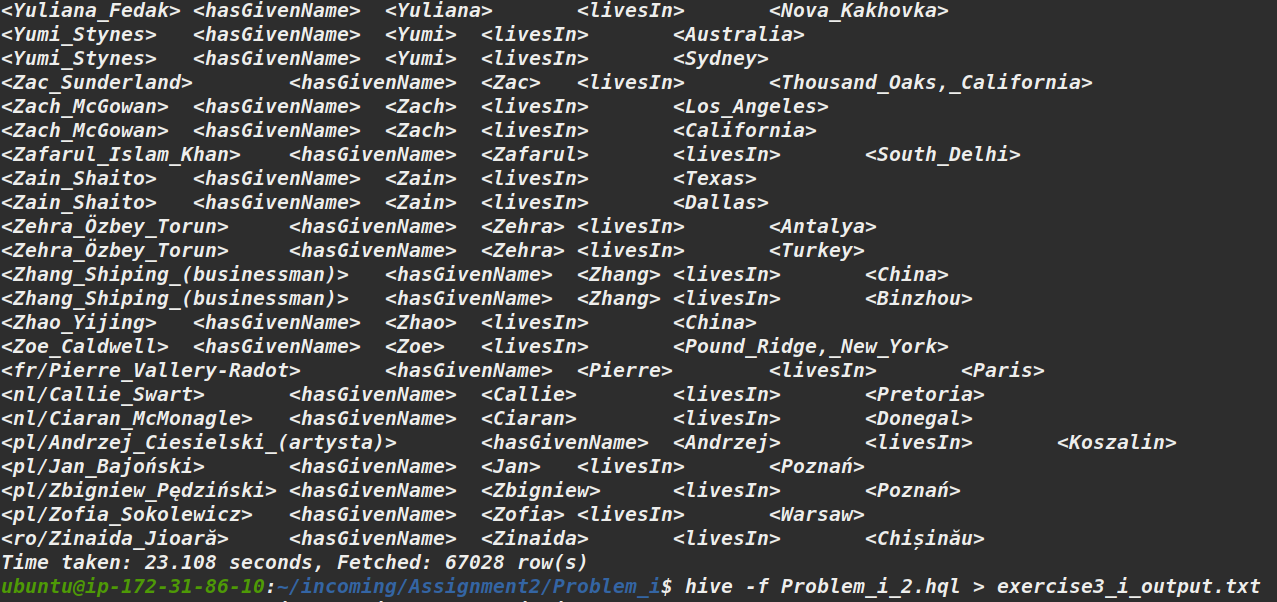 <Yuliana_Fedak> <hasGivenName> <Yuliana> <livesIn> <Nova_Kakhovka>
<Yumi_Stynes> <hasGivenName> <Yumi> <livesIn> <Australia>
<Yumi_Stynes> <hasGivenName> <Yumi> <livesIn> <Sydney>
<Zac_Sunderland> <hasGivenName> <Zac> <livesIn> <Thousand_Oaks,_California>
<Zach_McGowan> <hasGivenName> <Zach> <livesIn> <Los_Angeles>
<Zach_McGowan> <hasGivenName> <Zach> <livesIn> <California>
<Zafarul_Islam_Khan> <hasGivenName> <Zafarul> <livesIn> <South_Delhi>
<Zain_Shaito> <hasGivenName> <Zain> <livesIn> <Texas>
<Zain_Shaito> <hasGivenName> <Zain> <livesIn> <Dallas>
<Zehra_Özbey_Torun> <hasGivenName> <Zehra> <livesIn> <Antalya>
<Zehra_Özbey_Torun> <hasGivenName> <Zehra> <livesIn> <Turkey>
<Zhang_Shiping_(businessman)> <hasGivenName> <Zhang> <livesIn> <China>
<Zhang_Shiping_(businessman)> <hasGivenName> <Zhang> <livesIn> <Binzhou>
<Zhao_Yijing> <hasGivenName> <Zhao> <livesIn> <China>
<Zoe_Caldwell> <hasGivenName> <Zoe> <livesIn> <Pound_Ridge,_New_York>
<fr/Pierre_Vallery-Radot> <hasGivenName> <Pierre> <livesIn> <Paris>
<nl/Callie_Swart> <hasGivenName> <Callie> <livesIn> <Pretoria>
<nl/Ciaran_McMonagle> <hasGivenName> <Ciaran> <livesIn> <Donegal>
<pl/Andrzej_Ciesielski_(artysta)> <hasGivenName> <Andrzej> <livesIn> <Koszalin>
<pl/Jan_Bajoński> <hasGivenName> <Jan> <livesIn> <Poznań>
<pl/Zbigniew_Pędziński> <hasGivenName> <Zbigniew> <livesIn> <Poznań>
<pl/Zofia_Sokolewicz> <hasGivenName> <Zofia> <livesIn> <Warsaw>
<ro/Zinaida_Jioară> <hasGivenName> <Zinaida> <livesIn> <Chișinău>
Time taken: 23.108 seconds, Fetched: 67028 row(s)
ubuntu@ip-172-31-86-10:~/incoming/Assignment2/Problem_i$ hive -f Problem_i_2.hql > exercise3_i_output.txt